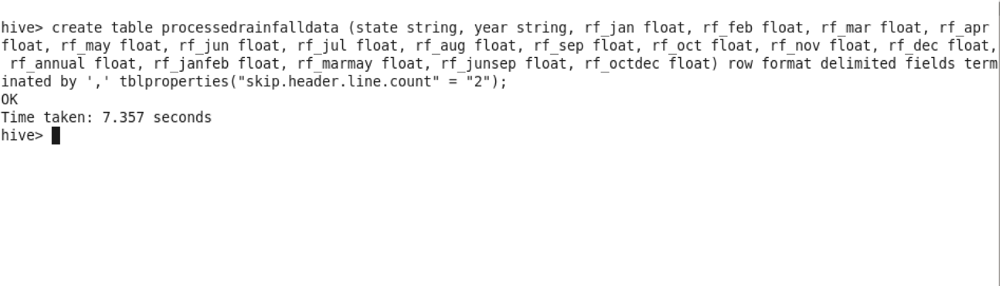 hive> create table processedrainfalldata (state string, year string, rf_jan float, rf_feb float, rf_mar float, rf_apr
float, rf_may float, rf_jun float, rf_jul float, rf_aug float, rf_sep float, rf_oct float, rf_nov float, rf_dec float,
 rf_annual float, rf_janfeb float, rf_marmay float, rf_junsep float, rf_octdec float) row format delimited fields term
inated by ',' tblproperties("skip.header.line.count" = "2");
OK
Time taken: 7.357 seconds
hive>